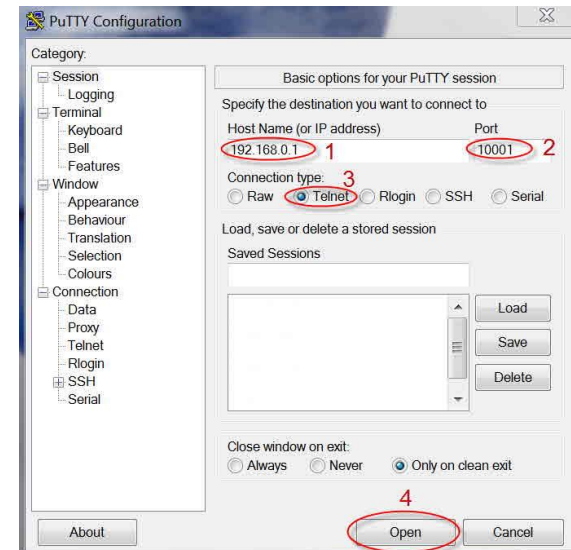 PuTTY Configuration
Category:
Session
Logging
Terminal
Keyboard
Bell
Features
Window
Appearance
Behaviour
Translation
Selection
Colours
Connection
Data
Proxy
Telnet
Rlogin
SSH
Serial
Basic options for your PuTTY session
Specify the destination you want to connect to
Host Name (or IP address) Port
192.168.0.1 1 10001 2
Connection type: 3
Raw Telnet Rlogin SSH Serial
Load, save or delete a stored session
Saved Sessions
Load
Save
Delete
Close window on exit:
Always Never Only on clean exit
4
About Open Cancel